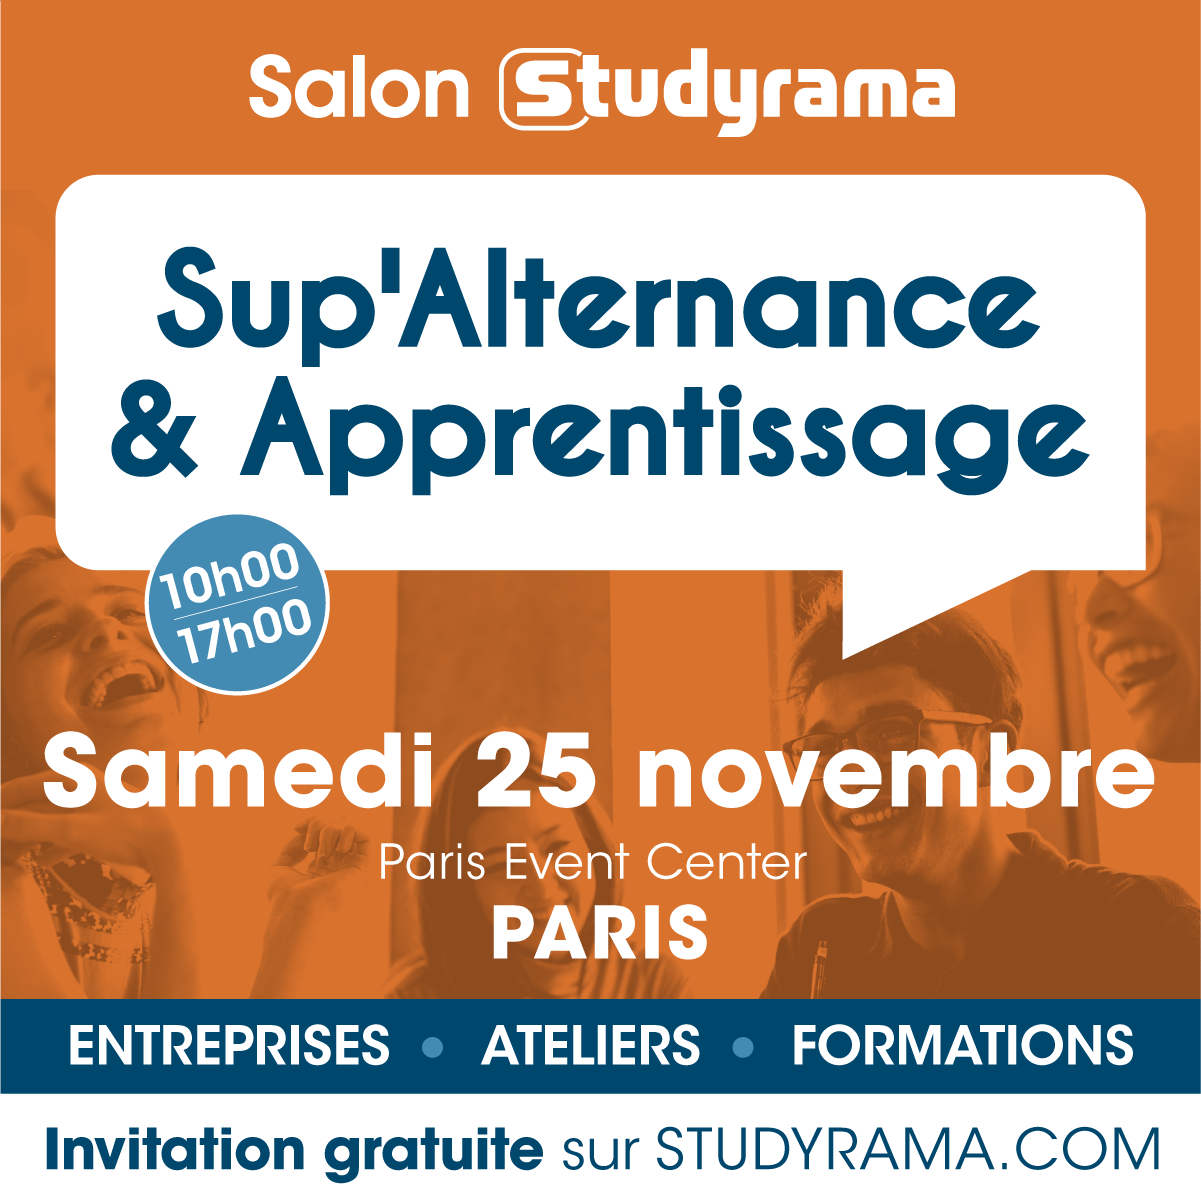 Salon Studyrama
Sup'Alternance
& Apprentissage
10h00
17h00
Samedi 25 novembre
Paris Event Center
PARIS
ENTREPRISES • ATELIERS • FORMATIONS
Invitation gratuite sur STUDYRAMA.COM